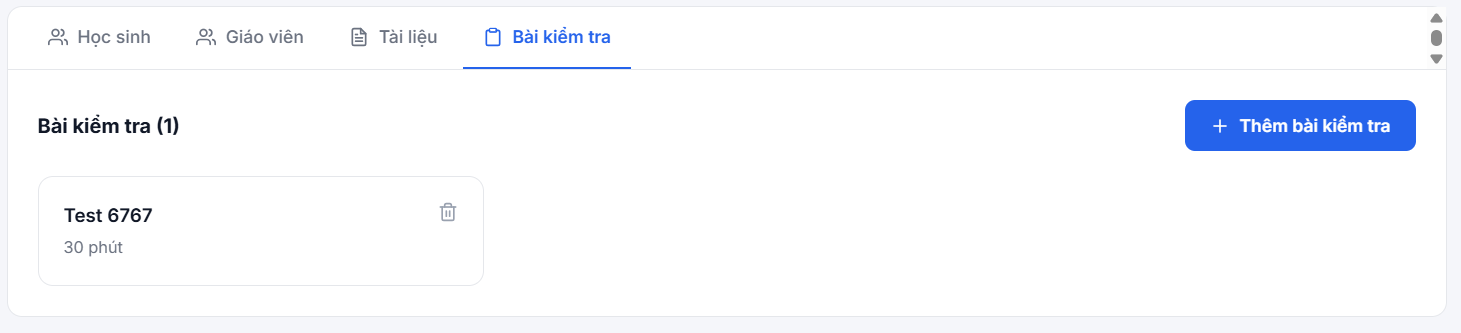 Học sinh
Giáo viên
Tài liệu
Bài kiểm tra
Bài kiểm tra (1)
Thêm bài kiểm tra
Test 6767
30 phút